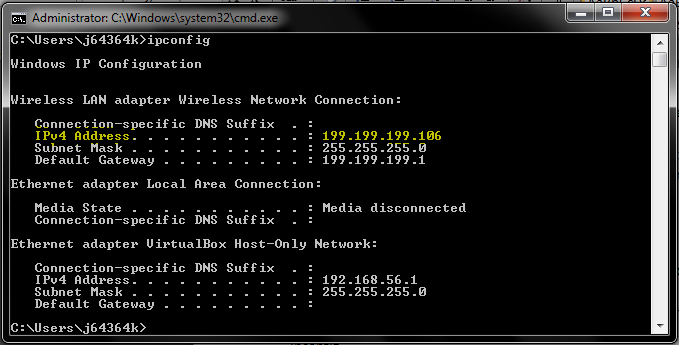 Administrator: C:\Windows\system32\cmd.exe
C:\Users\j64364k>ipconfig
Windows IP Configuration
Wireless LAN adapter Wireless Network Connection:
Connection-specific DNS Suffix . :
IPv4 Address. . . . . . . . . . . : 199.199.199.106
Subnet Mask . . . . . . . . . . . : 255.255.255.0
Default Gateway . . . . . . . . . : 199.199.199.1
Ethernet adapter Local Area Connection:
Media State . . . . . . . . . . . : Media disconnected
Connection-specific DNS Suffix . :
Ethernet adapter VirtualBox Host-Only Network:
Connection-specific DNS Suffix . :
IPv4 Address. . . . . . . . . . . : 192.168.56.1
Subnet Mask . . . . . . . . . . . : 255.255.255.0
Default Gateway . . . . . . . . . :
C:\Users\j64364k>